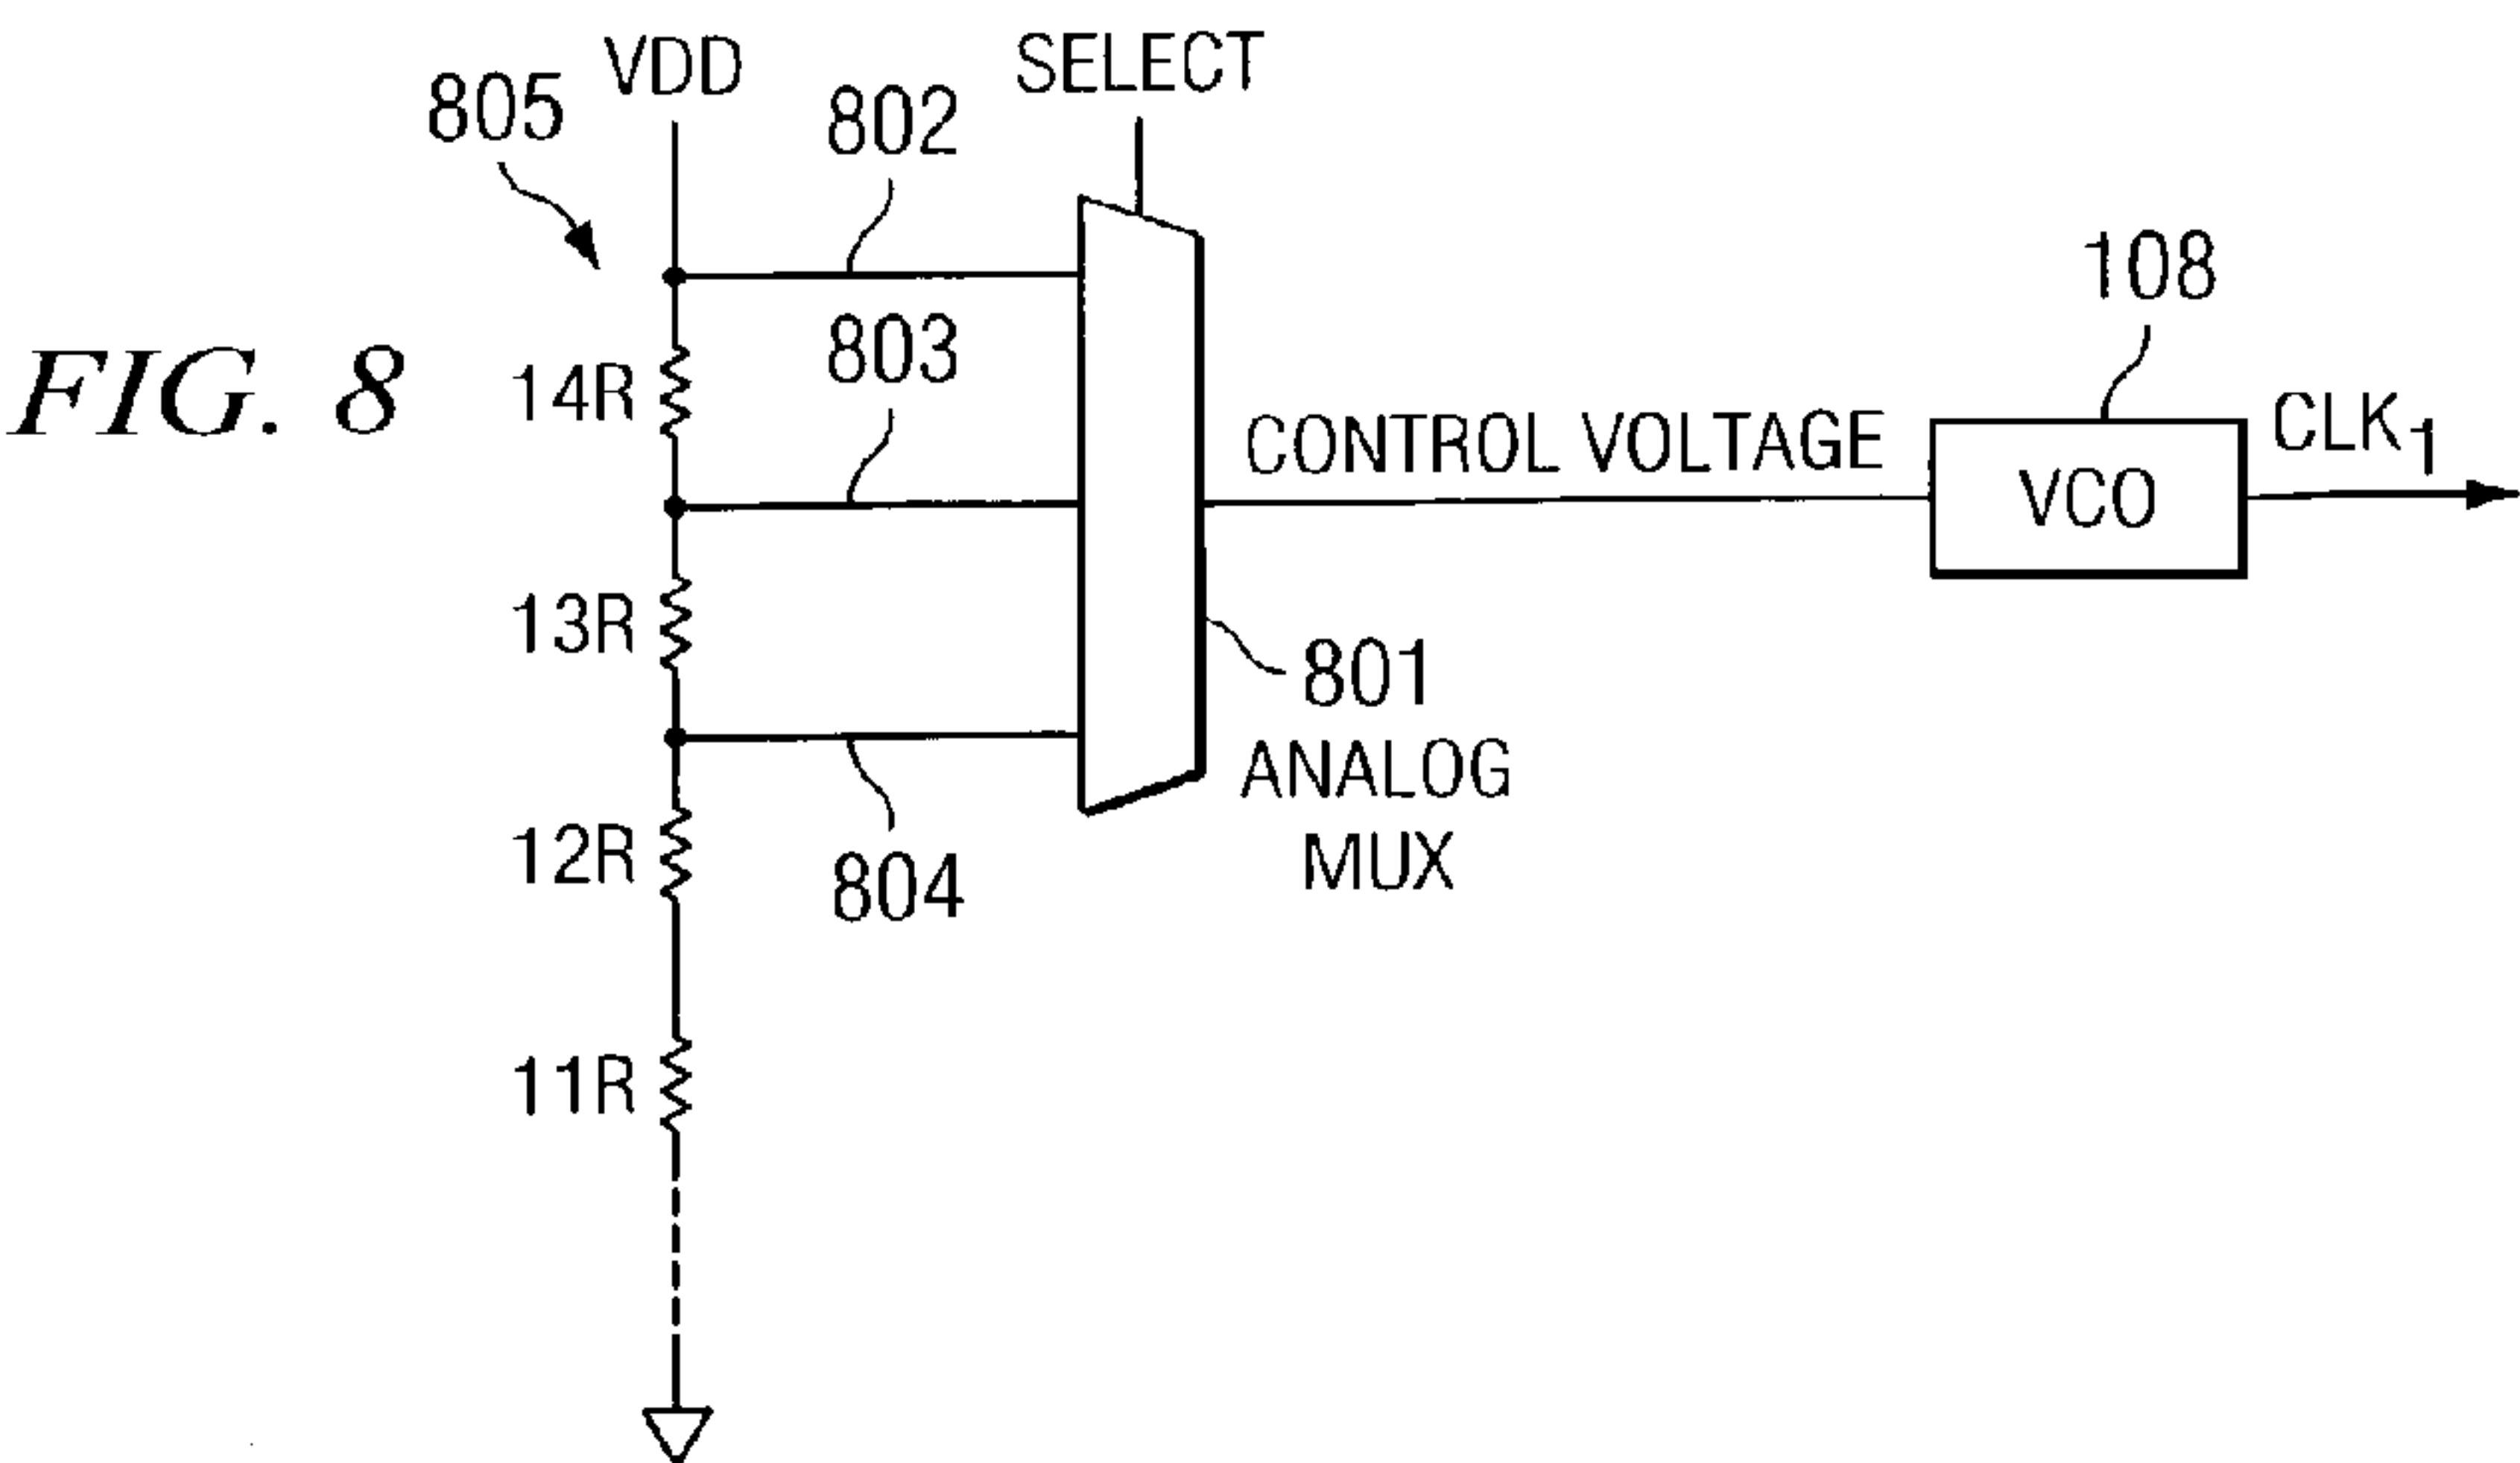 VDD
SELECT
805
802
108
803
FIG. 8
14R
CONTROL VOLTAGE
CLK1
VCO
13R
801
ANALOG
MUX
12R
804
11R